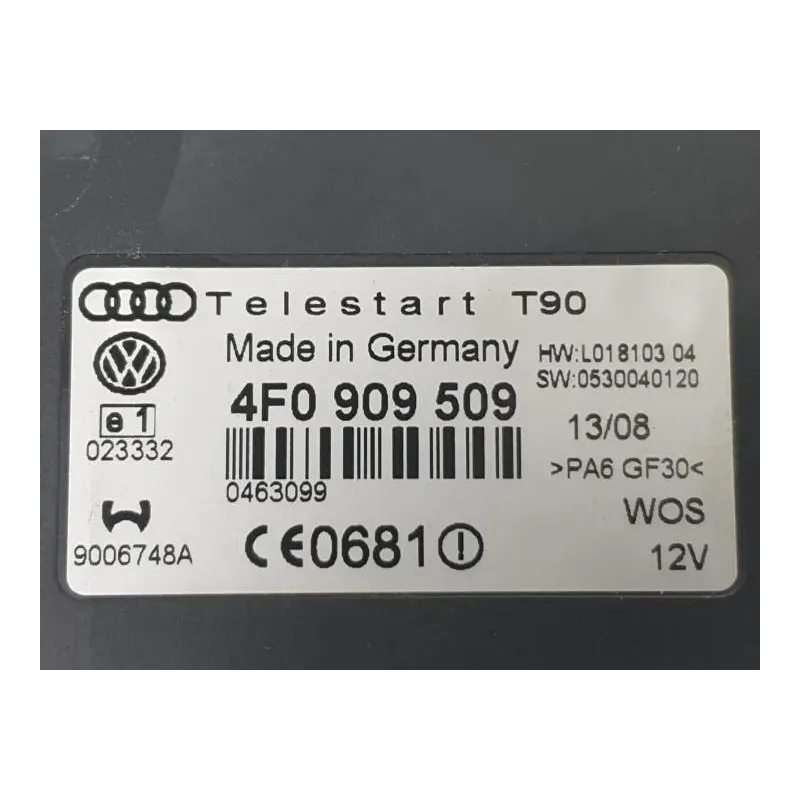 Telestart T90
Made in Germany
HW:L018103 04
SW:0530040120
4F0 909 509
e1
023332
13/08
0463099
>PA6 GF30<
WOS
9006748A
CE0681
12V